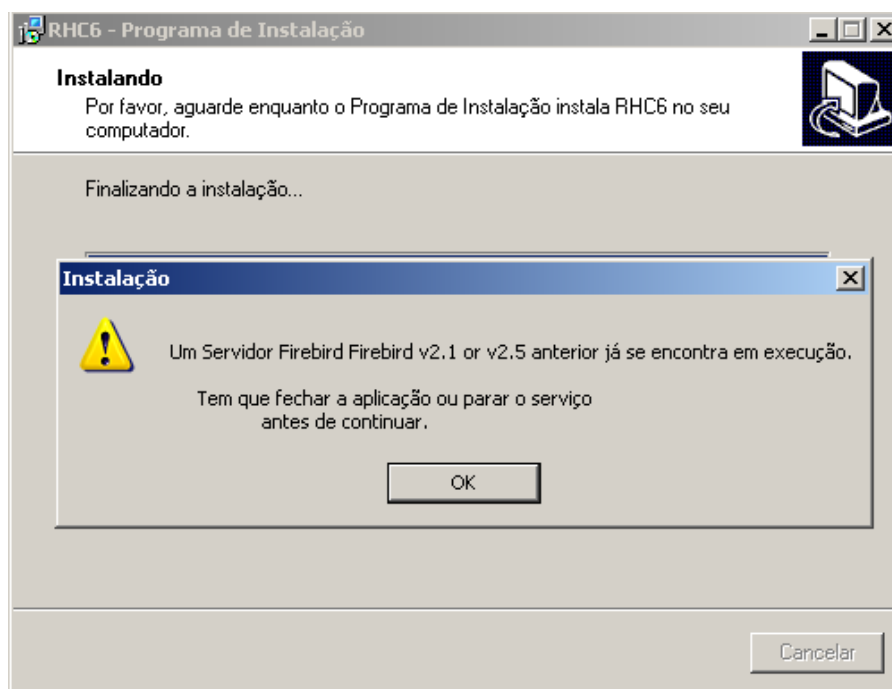 RHC6 - Programa de Instalação
Instalando
Por favor, aguarde enquanto o Programa de Instalação instala RHC6 no seu
computador.
Finalizando a instalação...
Instalação
Um Servidor Firebird Firebird v2.1 or v2.5 anterior já se encontra em execução.
Tem que fechar a aplicação ou parar o serviço
antes de continuar.
OK
Cancelar